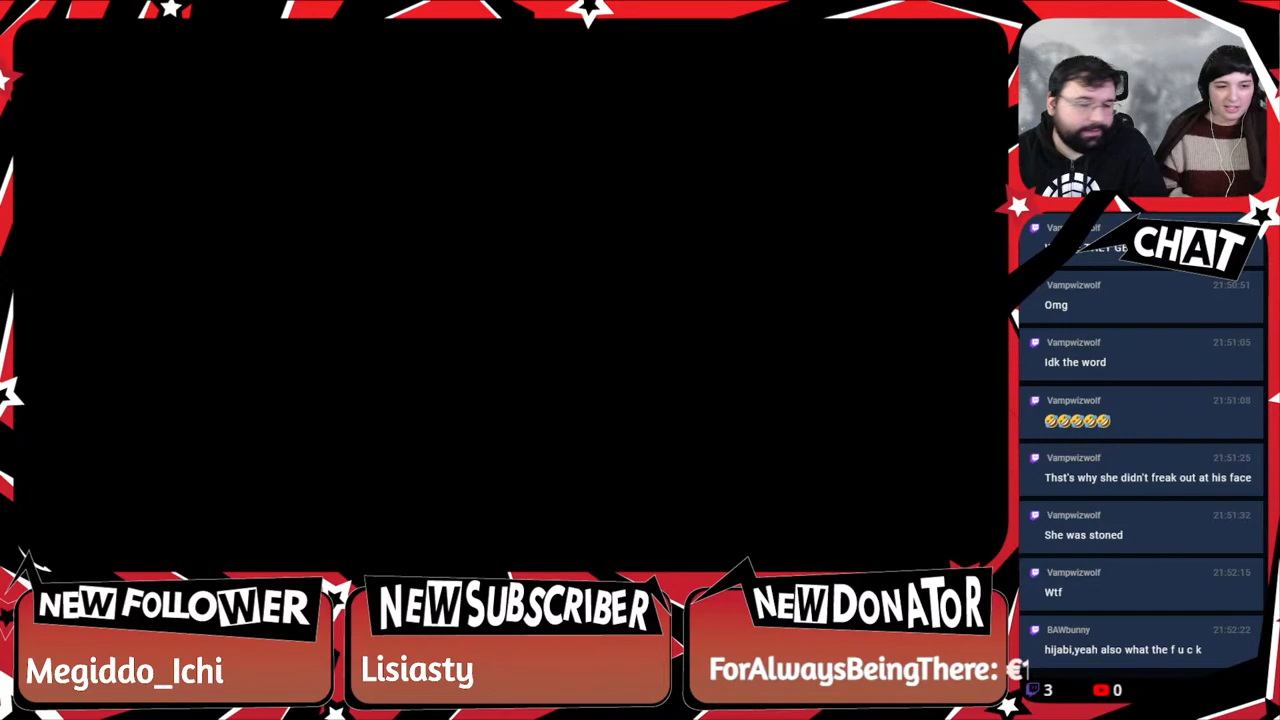 CHAT
Vampwizwolf 21:50:51
Omg
Vampwizwolf 21:51:05
Idk the word
Vampwizwolf 21:51:08
🤣🤣🤣🤣🤣
Vampwizwolf 21:51:25
Thst's why she didn't freak out at his face
Vampwizwolf 21:51:32
She was stoned
Vampwizwolf 21:52:15
Wtf
BAWbunny 21:52:22
hijabi,yeah also what the f u c k
3 0
NEW FOLLOWER
Megiddo_Ichi
NEW SUBSCRIBER
Lisiasty
NEW DONATOR
ForAlwaysBeingThere: